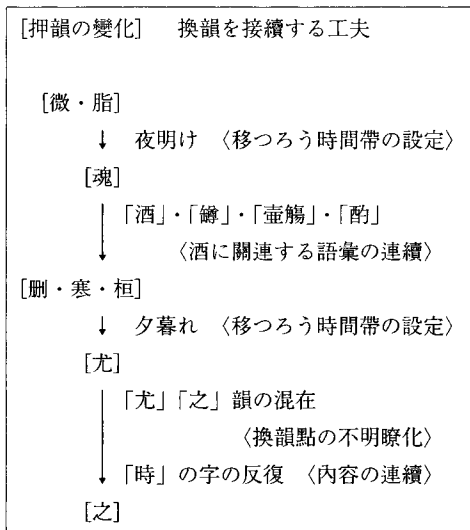 [押韻の變化]　換韻を接續する工夫
[微・脂]
↓ 夜明け 〈移つろう時間帶の設定〉
[魂]
「酒」・「罇」・「壷觴」・「酌」
↓ 〈酒に關連する語彙の連續〉
[刪・寒・桓]
↓ 夕暮れ 〈移つろう時間帶の設定〉
[尤]
「尤」「之」韻の混在
〈換韻點の不明瞭化〉
↓ 「時」の字の反復 〈内容の連續〉
[之]